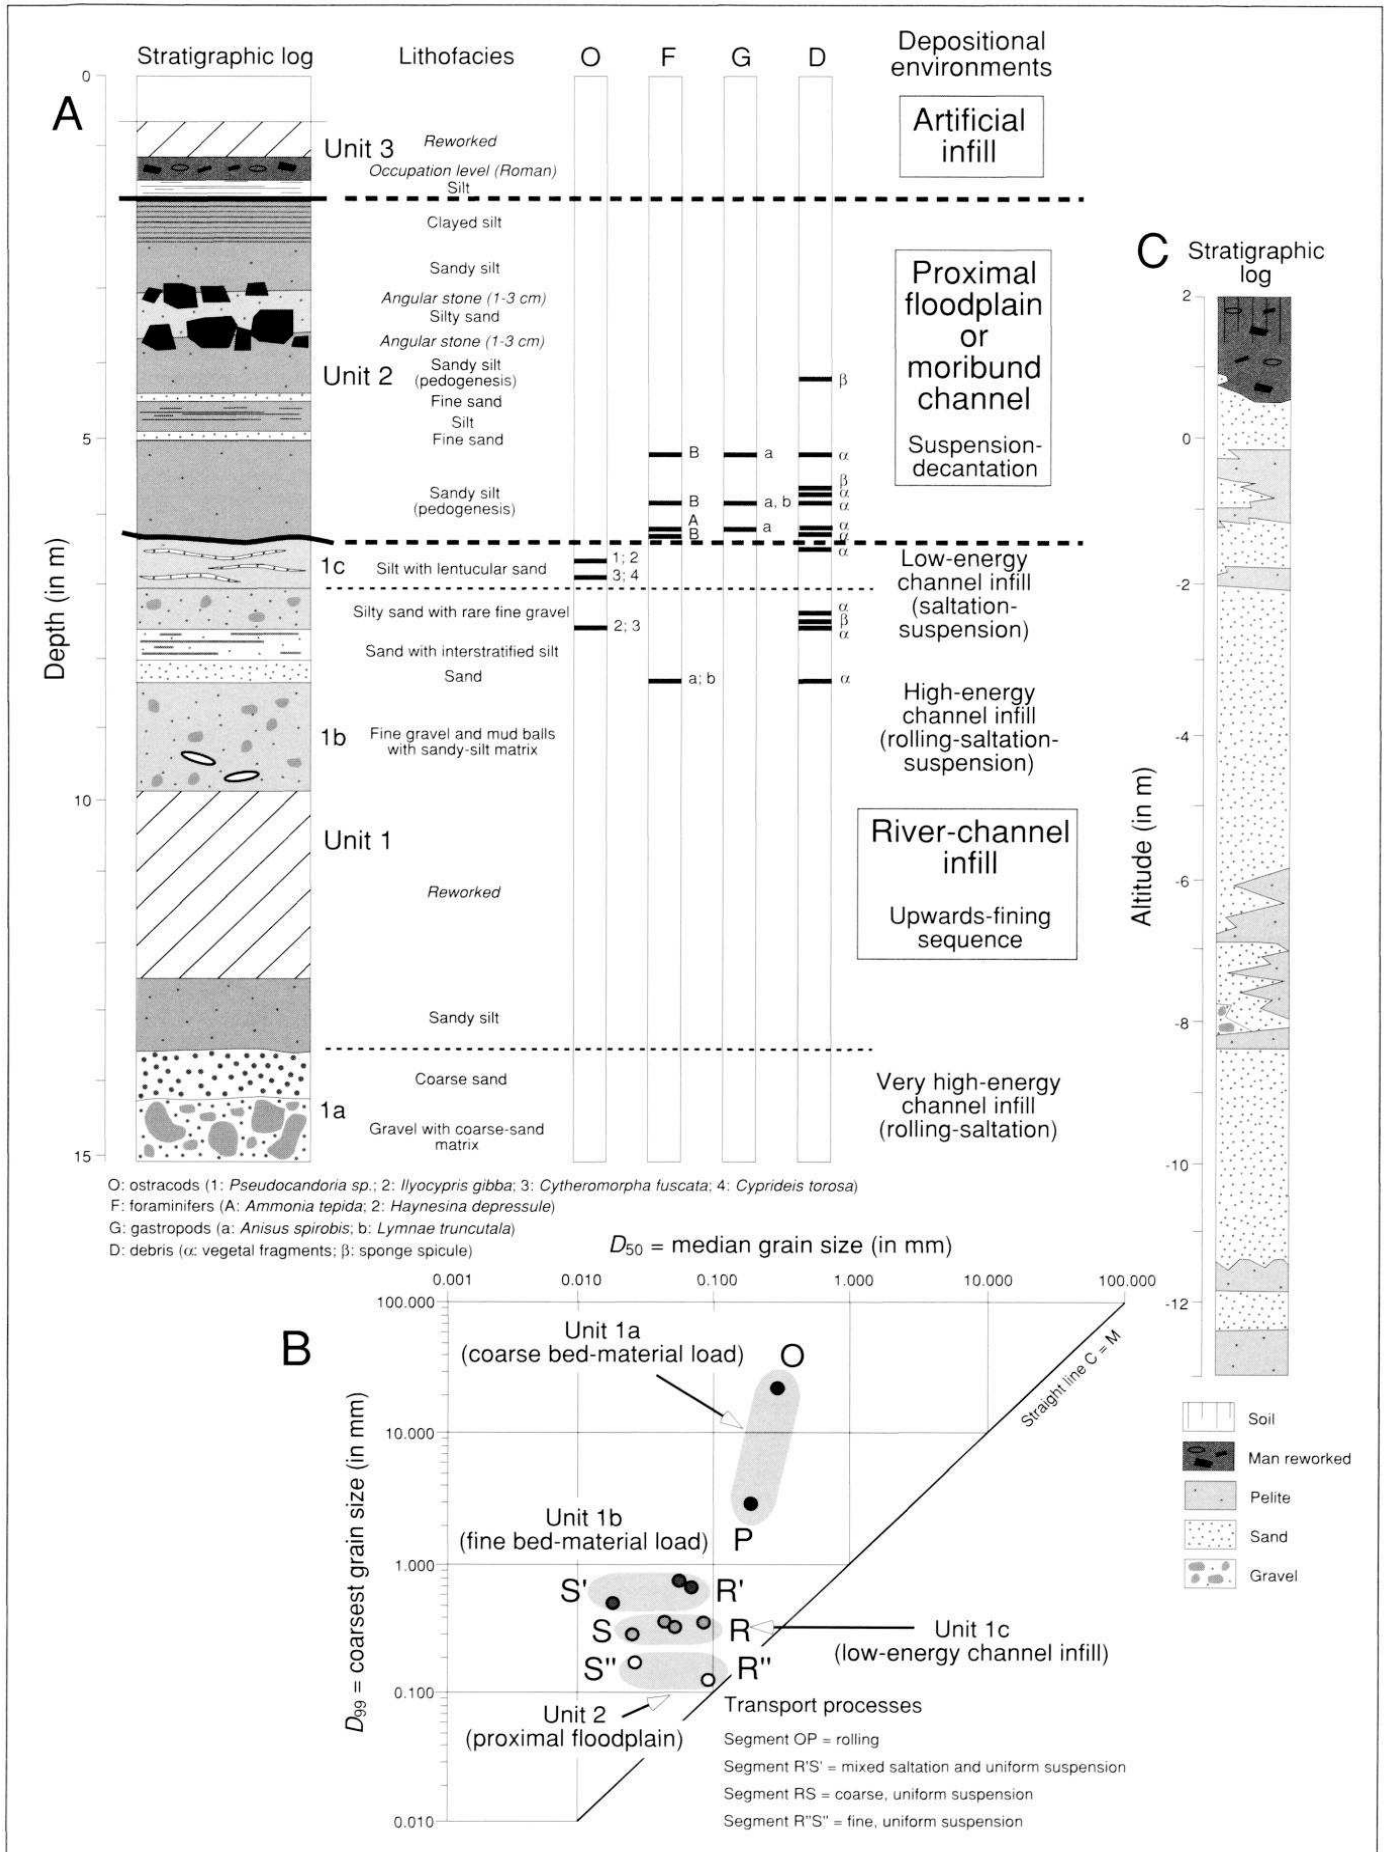 A
Stratigraphic log
Lithofacies
O
F
G
D
Depositional
environments
Depth (in m)
0
5
10
15
Unit 3
Unit 2
1c
1b
Unit 1
1a
Reworked
Occupation level (Roman)
Silt
Clayed silt
Sandy silt
Angular stone (1-3 cm)
Silty sand
Angular stone (1-3 cm)
Sandy silt
(pedogenesis)
Fine sand
Silt
Fine sand
Sandy silt
(pedogenesis)
Silt with lentucular sand
Silty sand with rare fine gravel
Sand with interstratified silt
Sand
Fine gravel and mud balls
with sandy-silt matrix
Reworked
Sandy silt
Coarse sand
Gravel with coarse-sand
matrix
1; 2
3; 4
2; 3
B
B
A
B
a; b
a
a, b
a
β
α
β
α
α
α
α
α
α
β
α
α
Artificial
infill
Proximal
floodplain
or
moribund
channel
Suspension-
decantation
Low-energy
channel infill
(saltation-
suspension)
High-energy
channel infill
(rolling-saltation-
suspension)
River-channel
infill
Upwards-fining
sequence
Very high-energy
channel infill
(rolling-saltation)
O: ostracods (1: Pseudocandoria sp.; 2: Ilyocypris gibba; 3: Cytheromorpha fuscata; 4: Cyprideis torosa)
F: foraminifers (A: Ammonia tepida; 2: Haynesina depressule)
G: gastropods (a: Anisus spirobis; b: Lymnae truncutala)
D: debris (α: vegetal fragments; β: sponge spicule)
C
Stratigraphic
log
Altitude (in m)
2
0
-2
-4
-6
-8
-10
-12
Soil
Man reworked
Pelite
Sand
Gravel
B
D50 = median grain size (in mm)
0.001
0.010
0.100
1.000
10.000
100.000
D99 = coarsest grain size (in mm)
100.000
10.000
1.000
0.100
0.010
Unit 1a
(coarse bed-material load)
O
P
Straight line C = M
Unit 1b
(fine bed-material load)
S'
R'
S
R
S"
R"
Unit 1c
(low-energy channel infill)
Unit 2
(proximal floodplain)
Transport processes
Segment OP = rolling
Segment R'S' = mixed saltation and uniform suspension
Segment RS = coarse, uniform suspension
Segment R"S" = fine, uniform suspension